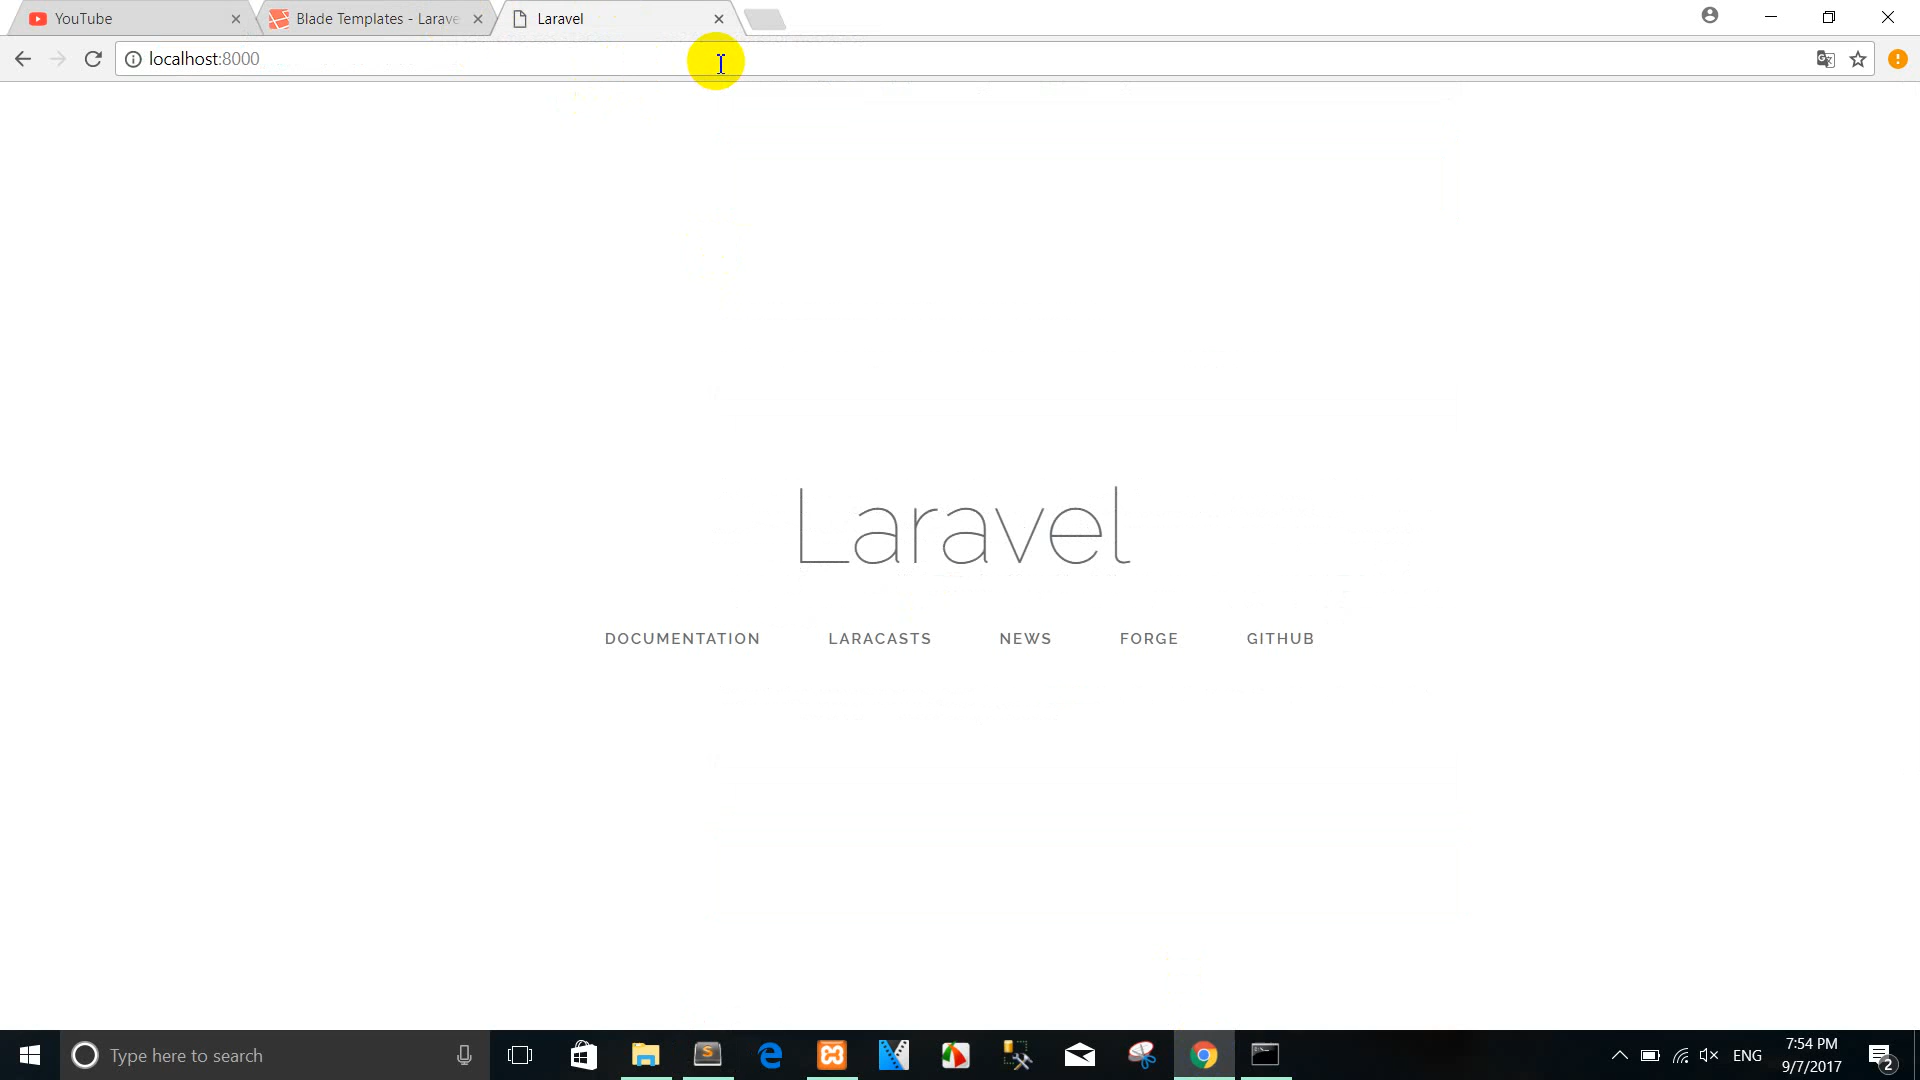 YouTube
Blade Templates - Larave
Laravel
localhost:8000
Laravel
DOCUMENTATION LARACASTS NEWS FORGE GITHUB
Type here to search
ENG
7:54 PM
9/7/2017
2